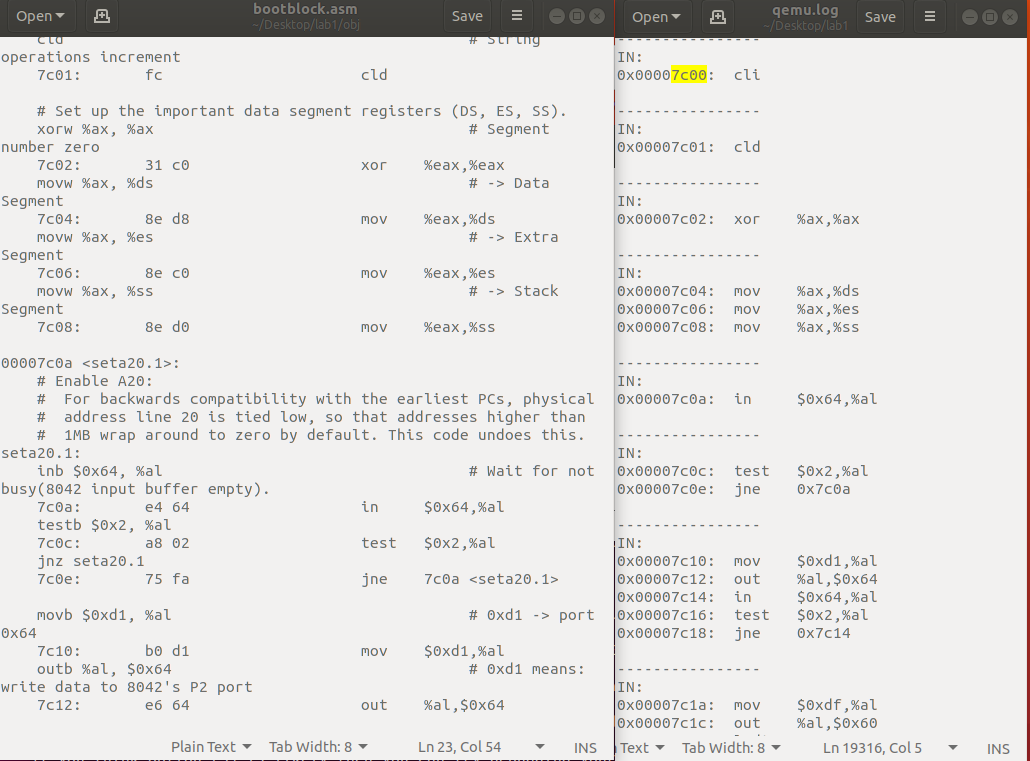 Open bootblock.asm Save
~/Desktop/lab1/obj
cld # String
operations increment
7c01: fc cld
# Set up the important data segment registers (DS, ES, SS).
xorw %ax, %ax # Segment
number zero
7c02: 31 c0 xor %eax,%eax
movw %ax, %ds # -> Data
Segment
7c04: 8e d8 mov %eax,%ds
movw %ax, %es # -> Extra
Segment
7c06: 8e c0 mov %eax,%es
movw %ax, %ss # -> Stack
Segment
7c08: 8e d0 mov %eax,%ss
00007c0a <seta20.1>:
# Enable A20:
#  For backwards compatibility with the earliest PCs, physical
#  address line 20 is tied low, so that addresses higher than
#  1MB wrap around to zero by default. This code undoes this.
seta20.1:
inb $0x64, %al # Wait for not
busy(8042 input buffer empty).
7c0a: e4 64 in $0x64,%al
testb $0x2, %al
7c0c: a8 02 test $0x2,%al
jnz seta20.1
7c0e: 75 fa jne 7c0a <seta20.1>
movb $0xd1, %al # 0xd1 -> port
0x64
7c10: b0 d1 mov $0xd1,%al
outb %al, $0x64 # 0xd1 means:
write data to 8042's P2 port
7c12: e6 64 out %al,$0x64
Plain Text Tab Width: 8 Ln 23, Col 54 INS
Open qemu.log Save
~/Desktop/lab1
----------------
IN:
0x00007c00: cli
----------------
IN:
0x00007c01: cld
----------------
IN:
0x00007c02: xor %ax,%ax
----------------
IN:
0x00007c04: mov %ax,%ds
0x00007c06: mov %ax,%es
0x00007c08: mov %ax,%ss
----------------
IN:
0x00007c0a: in $0x64,%al
----------------
IN:
0x00007c0c: test $0x2,%al
0x00007c0e: jne 0x7c0a
----------------
IN:
0x00007c10: mov $0xd1,%al
0x00007c12: out %al,$0x64
0x00007c14: in $0x64,%al
0x00007c16: test $0x2,%al
0x00007c18: jne 0x7c14
----------------
IN:
0x00007c1a: mov $0xdf,%al
0x00007c1c: out %al,$0x60
Text Tab Width: 8 Ln 19316, Col 5 INS